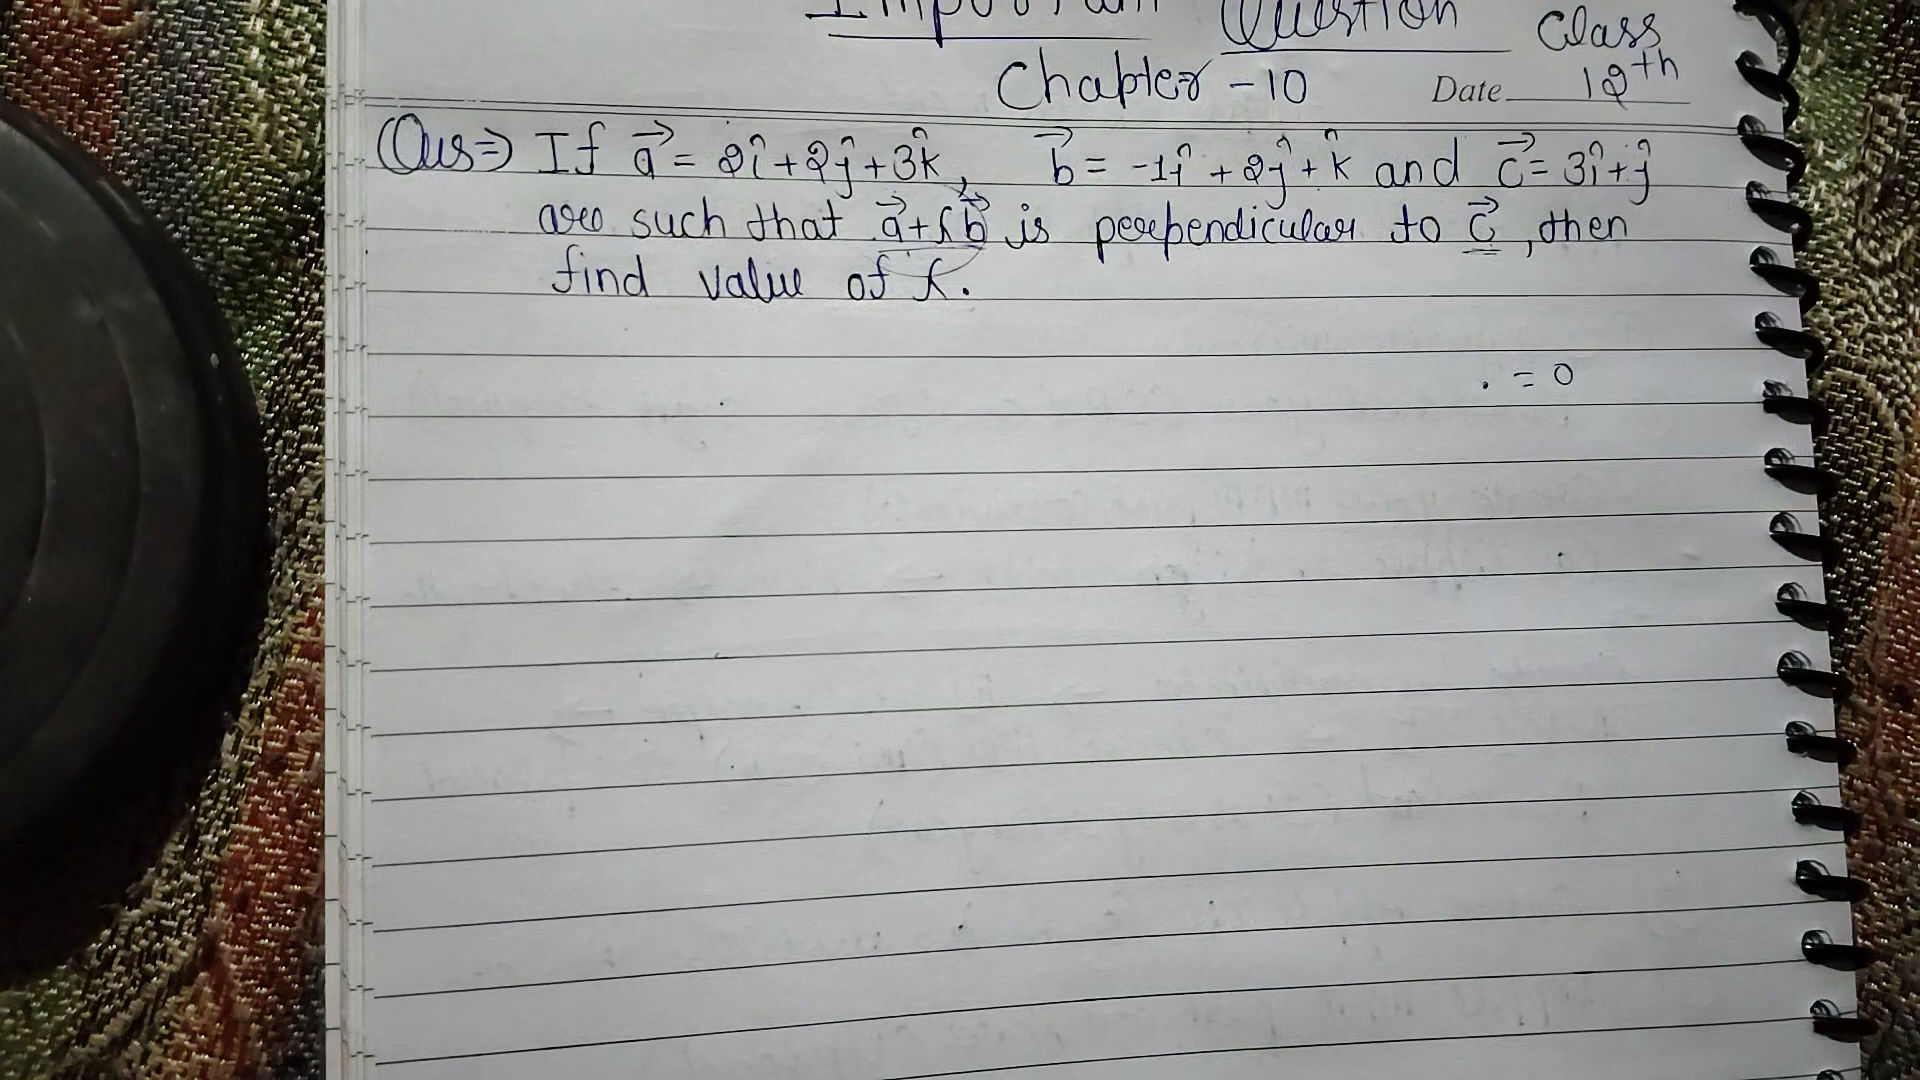 Important Question Class
Chapter - 10 Date 12th
Ques⇒ If a⃗ = 2î+2ĵ+3k̂, b⃗ = -1î + 2ĵ + k̂ and c⃗ = 3î+ĵ
are such that a⃗+λb⃗ is perpendicular to c⃗, then
find value of λ.
. = 0